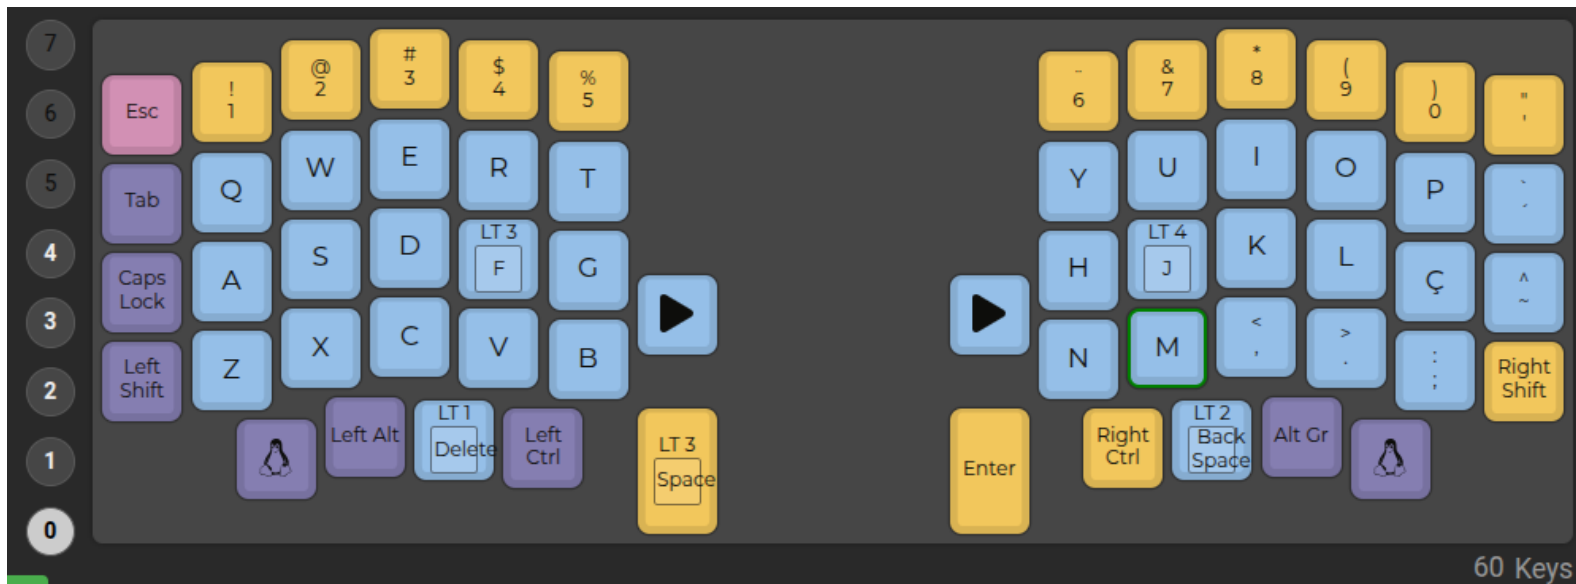 7
6
5
4
3
2
1
0
Esc
!
1
@
2
#
3
$
4
%
5
¨
6
&
7
*
8
(
9
)
0
"
'
Tab
Q
W
E
R
T
Y
U
I
O
P
`
´
Caps
Lock
A
S
D
LT 3
F
G
H
LT 4
J
K
L
Ç
^
~
Left
Shift
Z
X
C
V
B
N
M
<
,
>
.
:
;
Right
Shift
Left Alt
LT 1
Delete
Left
Ctrl
LT 3
Space
Enter
Right
Ctrl
LT 2
Back
Space
Alt Gr
60 Keys